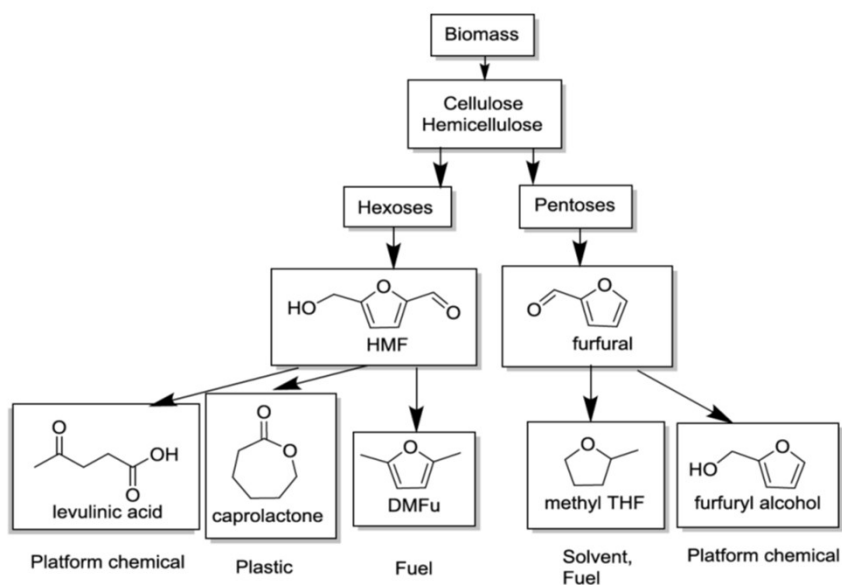 Biomass
Cellulose
Hemicellulose
Hexoses
Pentoses
HO
O
O
HMF
O
O
furfural
O
OH
O
levulinic acid
O
O
caprolactone
O
DMFu
O
methyl THF
HO
O
furfuryl alcohol
Platform chemical
Plastic
Fuel
Solvent,
Fuel
Platform chemical